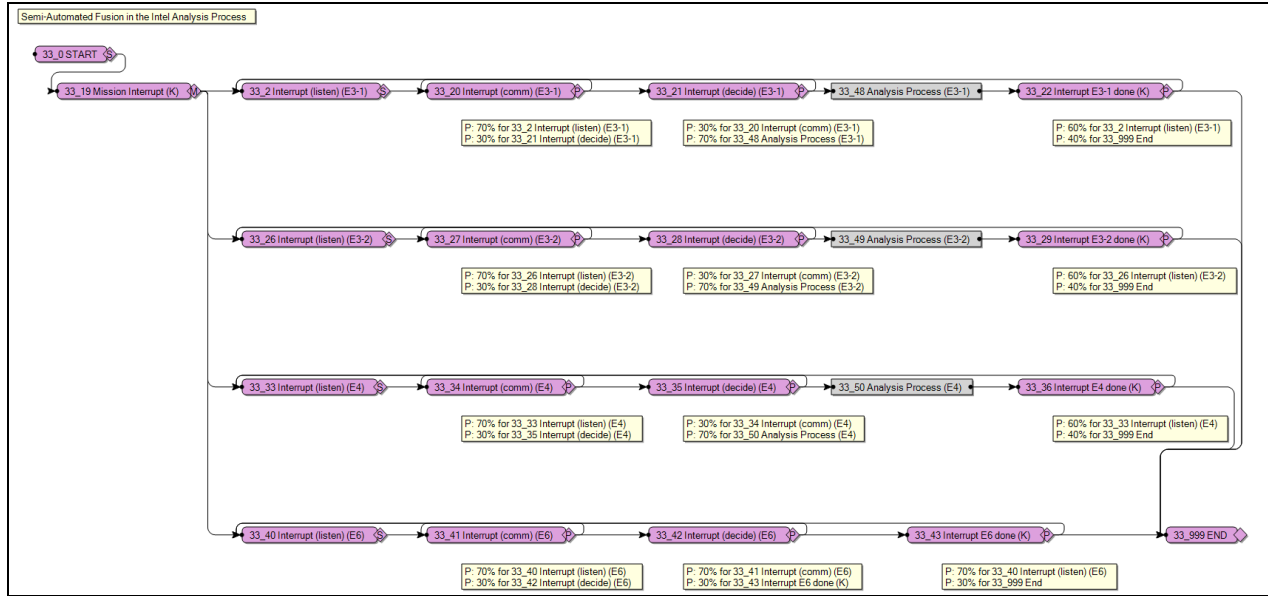 Semi-Automated Fusion in the Intel Analysis Process
33_0 START S
33_19 Mission Interrupt (K) M
33_2 Interrupt (listen) (E3-1) S
33_20 Interrupt (comm) (E3-1) P
33_21 Interrupt (decide) (E3-1) P
33_48 Analysis Process (E3-1)
33_22 Interrupt E3-1 done (K) P
P: 70% for 33_2 Interrupt (listen) (E3-1)
P: 30% for 33_21 Interrupt (decide) (E3-1)
P: 30% for 33_20 Interrupt (comm) (E3-1)
P: 70% for 33_48 Analysis Process (E3-1)
P: 60% for 33_2 Interrupt (listen) (E3-1)
P: 40% for 33_999 End
33_26 Interrupt (listen) (E3-2) S
33_27 Interrupt (comm) (E3-2) P
33_28 Interrupt (decide) (E3-2) P
33_49 Analysis Process (E3-2)
33_29 Interrupt E3-2 done (K) P
P: 70% for 33_26 Interrupt (listen) (E3-2)
P: 30% for 33_28 Interrupt (decide) (E3-2)
P: 30% for 33_27 Interrupt (comm) (E3-2)
P: 70% for 33_49 Analysis Process (E3-2)
P: 60% for 33_26 Interrupt (listen) (E3-2)
P: 40% for 33_999 End
33_33 Interrupt (listen) (E4) S
33_34 Interrupt (comm) (E4) P
33_35 Interrupt (decide) (E4) P
33_50 Analysis Process (E4)
33_36 Interrupt E4 done (K) P
P: 70% for 33_33 Interrupt (listen) (E4)
P: 30% for 33_35 Interrupt (decide) (E4)
P: 30% for 33_34 Interrupt (comm) (E4)
P: 70% for 33_50 Analysis Process (E4)
P: 60% for 33_33 Interrupt (listen) (E4)
P: 40% for 33_999 End
33_40 Interrupt (listen) (E6) S
33_41 Interrupt (comm) (E6) P
33_42 Interrupt (decide) (E6) P
33_43 Interrupt E6 done (K) P
33_999 END
P: 70% for 33_40 Interrupt (listen) (E6)
P: 30% for 33_42 Interrupt (decide) (E6)
P: 70% for 33_41 Interrupt (comm) (E6)
P: 30% for 33_43 Interrupt E6 done (K)
P: 70% for 33_40 Interrupt (listen) (E6)
P: 30% for 33_999 End